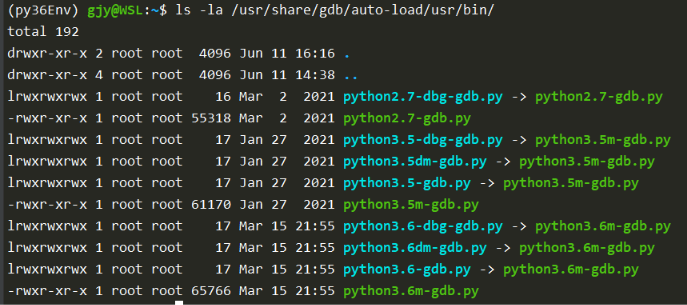 (py36Env) gjy@WSL:~$ ls -la /usr/share/gdb/auto-load/usr/bin/
total 192
drwxr-xr-x 2 root root  4096 Jun 11 16:16 .
drwxr-xr-x 4 root root  4096 Jun 11 14:38 ..
lrwxrwxrwx 1 root root    16 Mar  2  2021 python2.7-dbg-gdb.py -> python2.7-gdb.py
-rwxr-xr-x 1 root root 55318 Mar  2  2021 python2.7-gdb.py
lrwxrwxrwx 1 root root    17 Jan 27  2021 python3.5-dbg-gdb.py -> python3.5m-gdb.py
lrwxrwxrwx 1 root root    17 Jan 27  2021 python3.5dm-gdb.py -> python3.5m-gdb.py
lrwxrwxrwx 1 root root    17 Jan 27  2021 python3.5-gdb.py -> python3.5m-gdb.py
-rwxr-xr-x 1 root root 61170 Jan 27  2021 python3.5m-gdb.py
lrwxrwxrwx 1 root root    17 Mar 15 21:55 python3.6-dbg-gdb.py -> python3.6m-gdb.py
lrwxrwxrwx 1 root root    17 Mar 15 21:55 python3.6dm-gdb.py -> python3.6m-gdb.py
lrwxrwxrwx 1 root root    17 Mar 15 21:55 python3.6-gdb.py -> python3.6m-gdb.py
-rwxr-xr-x 1 root root 65766 Mar 15 21:55 python3.6m-gdb.py